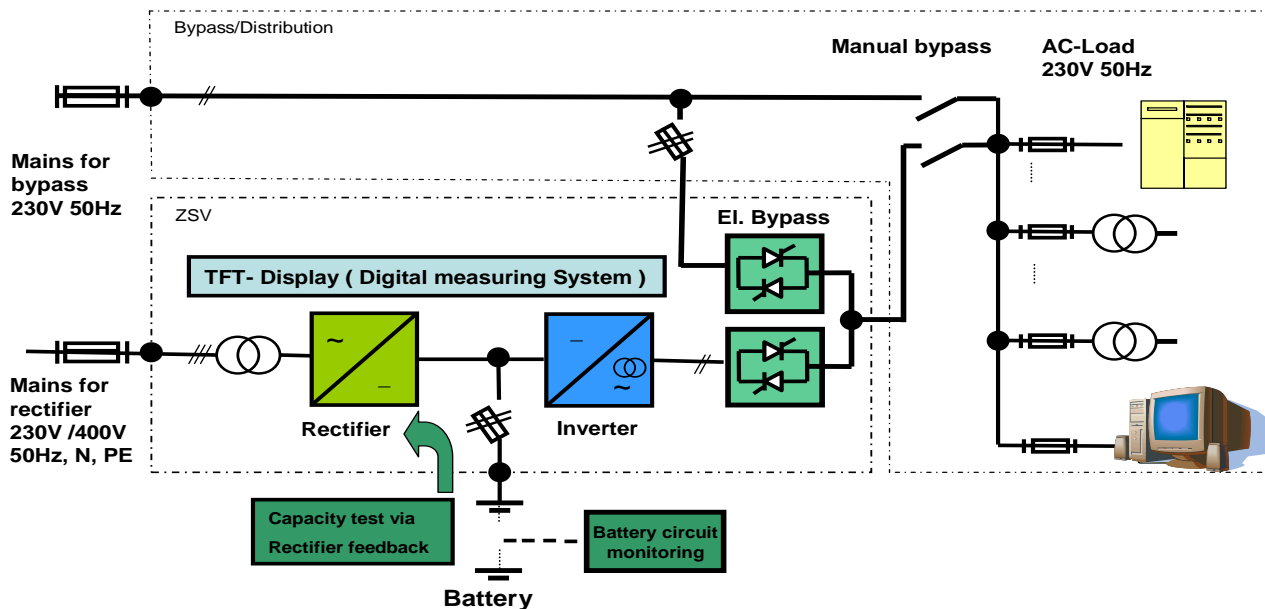 Bypass/Distribution
Manual bypass
AC-Load
230V 50Hz
Mains for
bypass
230V 50Hz
ZSV
El. Bypass
TFT- Display ( Digital measuring System )
~
–
–
~
Mains for
rectifier
230V /400V
50Hz, N, PE
Rectifier
Inverter
Capacity test via
Rectifier feedback
Battery circuit
monitoring
Battery